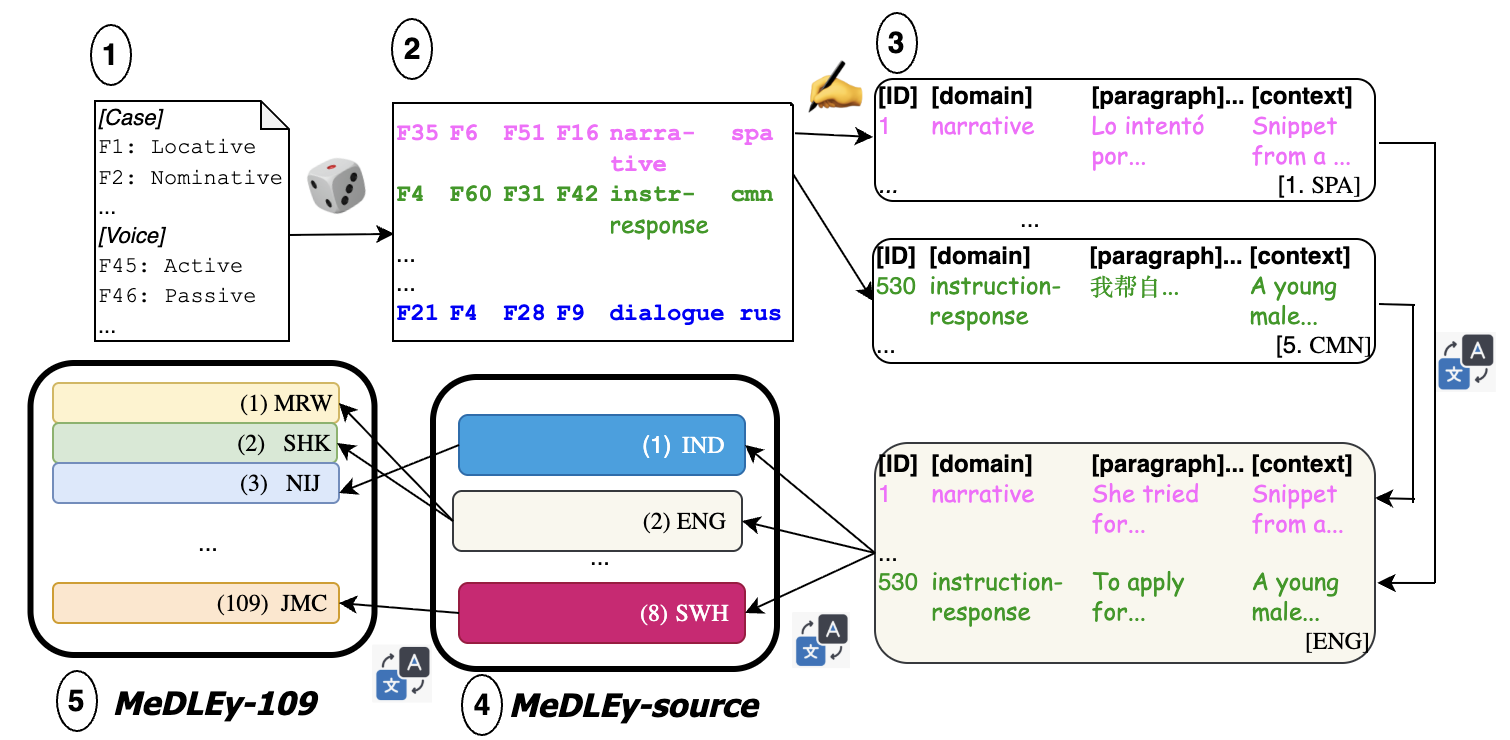 1
[Case]
F1: Locative
F2: Nominative
...
[Voice]
F45: Active
F46: Passive
...
2
F35 F6 F51 F16 narra- spa
tive
F4 F60 F31 F42 instr- cmn
response
...
...
F21 F4 F28 F9 dialogue rus
3
[ID] [domain] [paragraph]... [context]
1 narrative Lo intentó Snippet
por... from a ...
... [1. SPA]
...
[ID] [domain] [paragraph]... [context]
530 instruction- 我帮自... A young
response male...
... [5. CMN]
A
文
[ID] [domain] [paragraph]... [context]
1 narrative She tried Snippet
for... from a...
...
530 instruction- To apply A young
response for... male...
[ENG]
A
文
(1) IND
(2) ENG
...
(8) SWH
4 MeDLEy-source
A
文
(1) MRW
(2) SHK
(3) NIJ
...
(109) JMC
5 MeDLEy-109